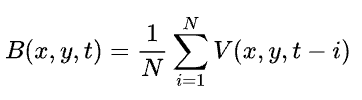 B(x, y, t) = \frac{1}{N} \sum_{i=1}^{N} V(x, y, t − i)